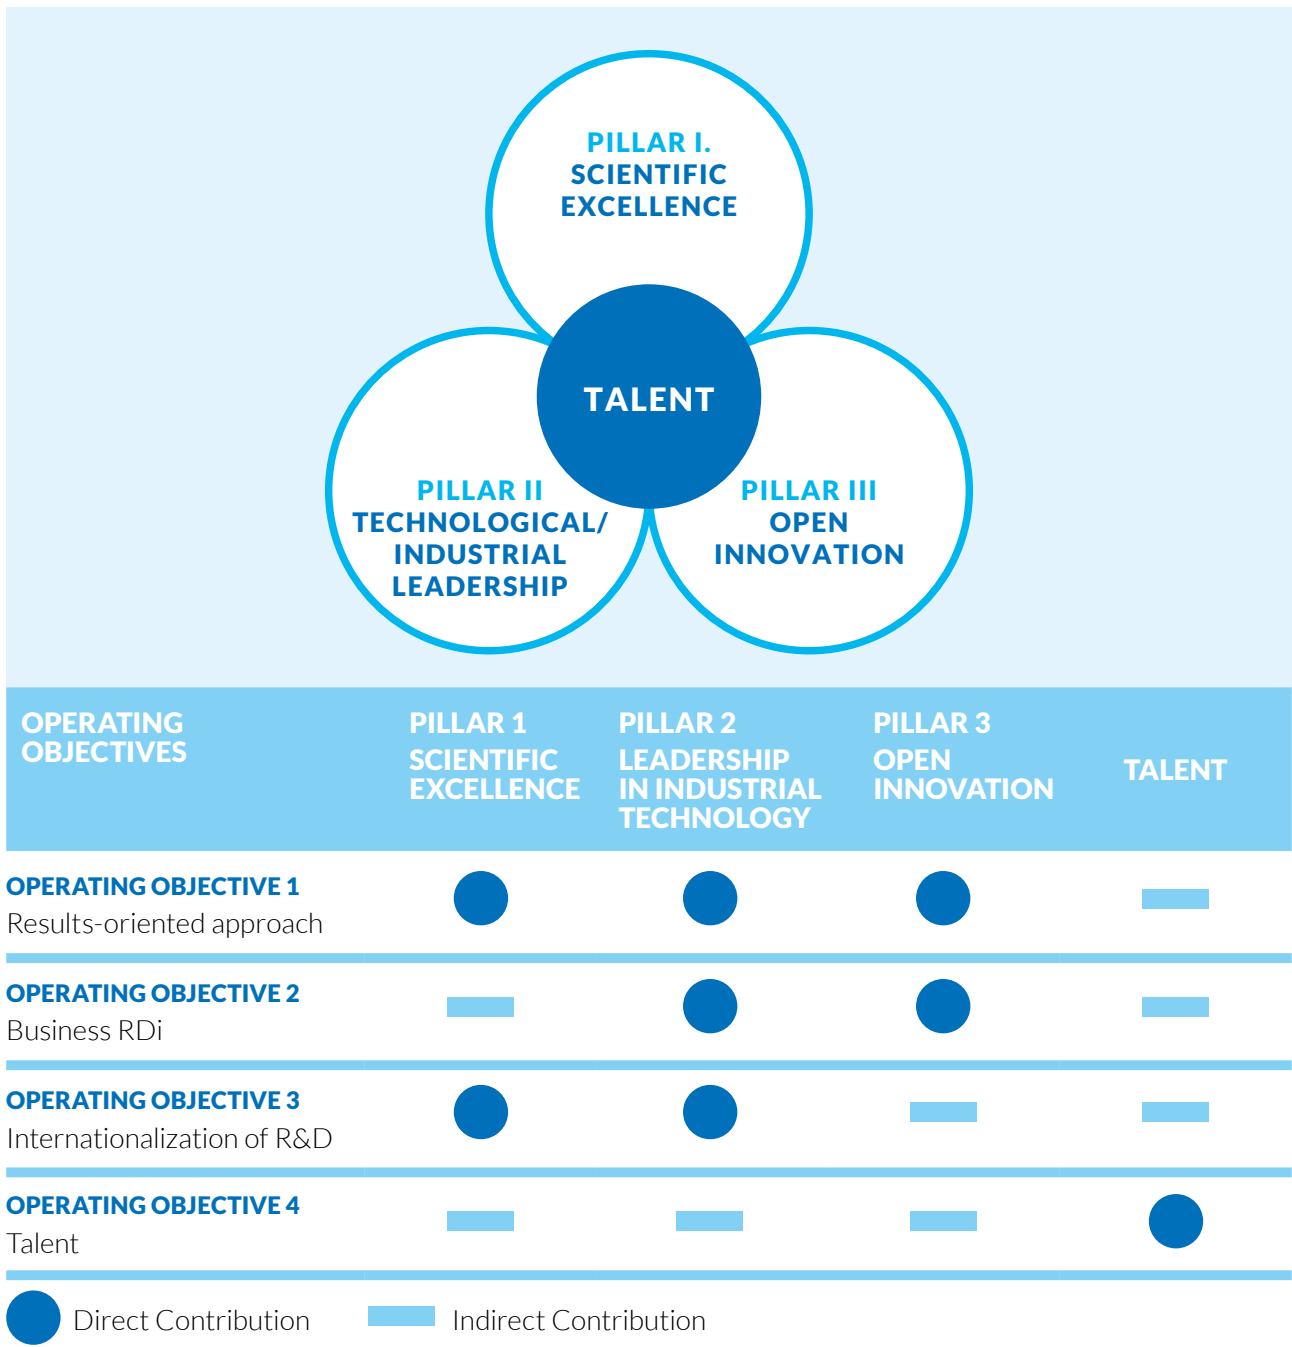 PILLAR I.
SCIENTIFIC
EXCELLENCE
TALENT
PILLAR II
TECHNOLOGICAL/
INDUSTRIAL
LEADERSHIP
PILLAR III
OPEN
INNOVATION
OPERATING
OBJECTIVES
PILLAR 1
SCIENTIFIC
EXCELLENCE
PILLAR 2
LEADERSHIP
IN INDUSTRIAL
TECHNOLOGY
PILLAR 3
OPEN
INNOVATION
TALENT
OPERATING OBJECTIVE 1
Results-oriented approach
OPERATING OBJECTIVE 2
Business RDi
OPERATING OBJECTIVE 3
Internationalization of R&D
OPERATING OBJECTIVE 4
Talent
Direct Contribution
Indirect Contribution